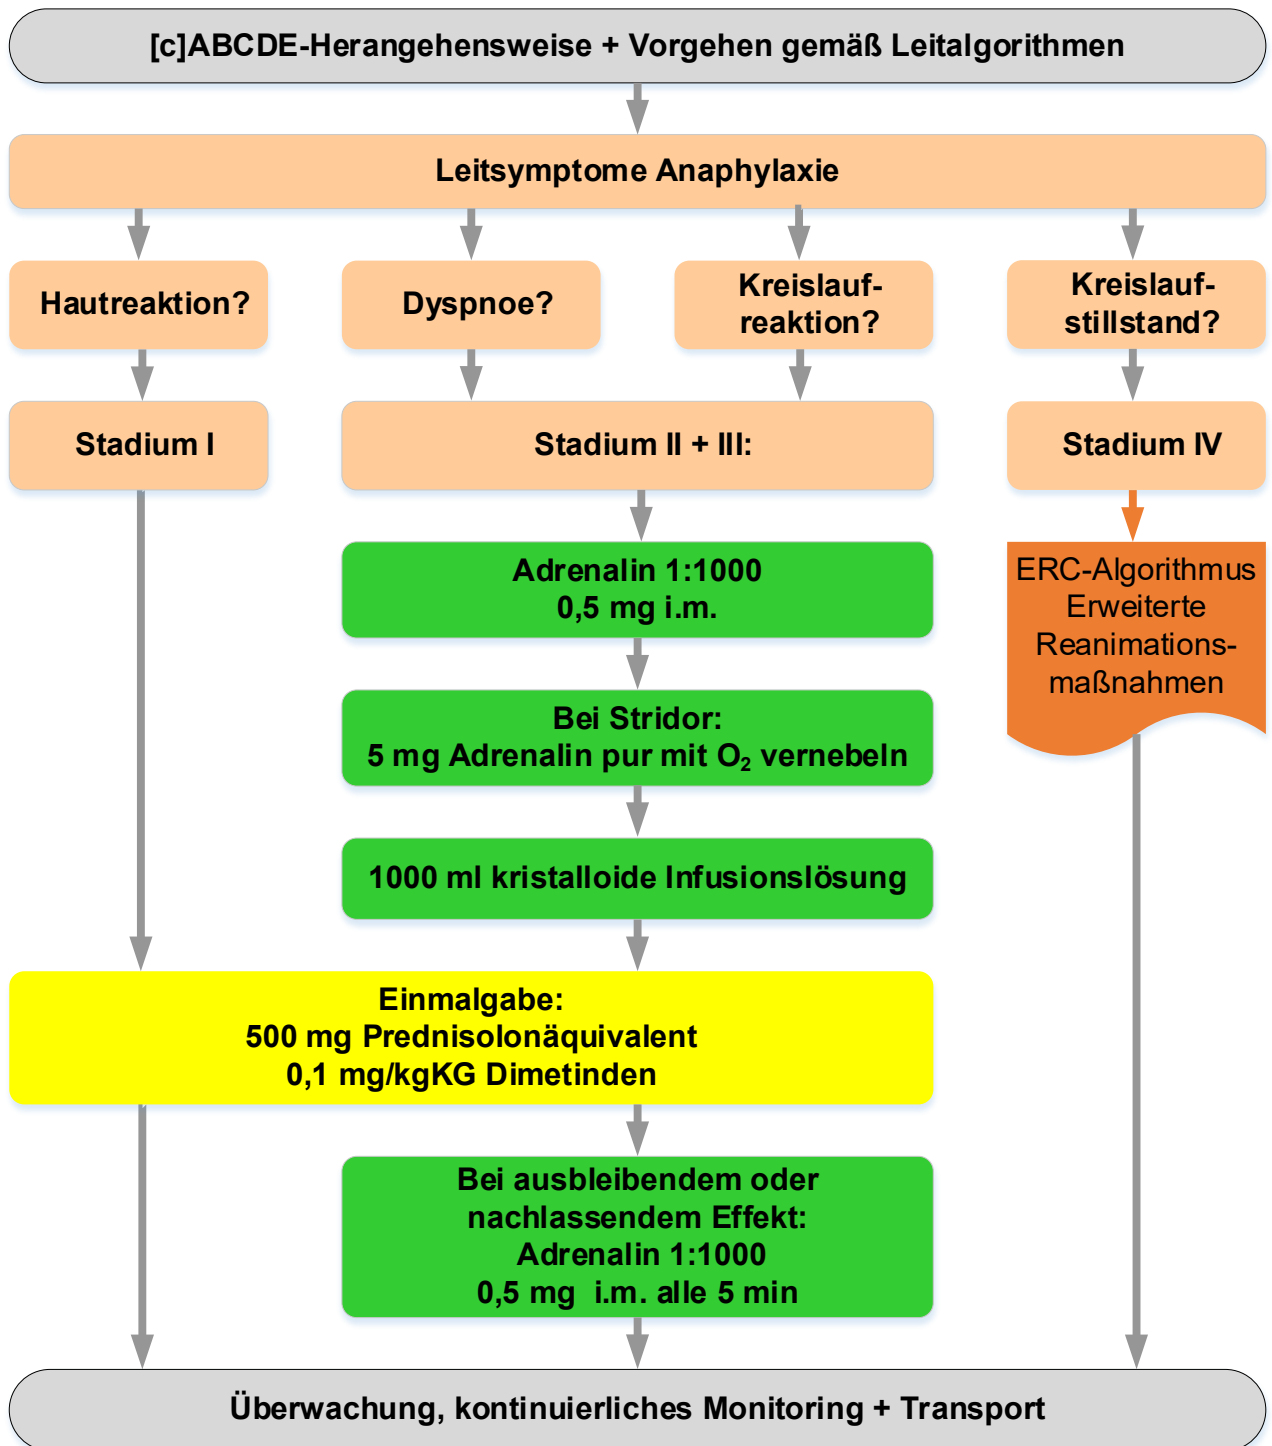 [c]ABCDE-Herangehensweise + Vorgehen gemäß Leitalgorithmen
Leitsymptome Anaphylaxie
Hautreaktion?
Dyspnoe?
Kreislauf-
reaktion?
Kreislauf-
stillstand?
Stadium I
Stadium II + III:
Stadium IV
Adrenalin 1:1000
0,5 mg i.m.
ERC-Algorithmus
Erweiterte
Reanimations-
maßnahmen
Bei Stridor:
5 mg Adrenalin pur mit O₂ vernebeln
1000 ml kristalloide Infusionslösung
Einmalgabe:
500 mg Prednisolonäquivalent
0,1 mg/kgKG Dimetinden
Bei ausbleibendem oder
nachlassendem Effekt:
Adrenalin 1:1000
0,5 mg  i.m. alle 5 min
Überwachung, kontinuierliches Monitoring + Transport